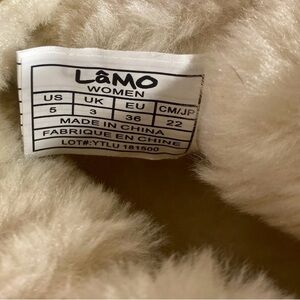 LâMO
WOMEN
US UK EU CM/JP
5 3 36 22
MADE IN CHINA
FABRIQUE EN CHINE
LOT#:YTLU 181500